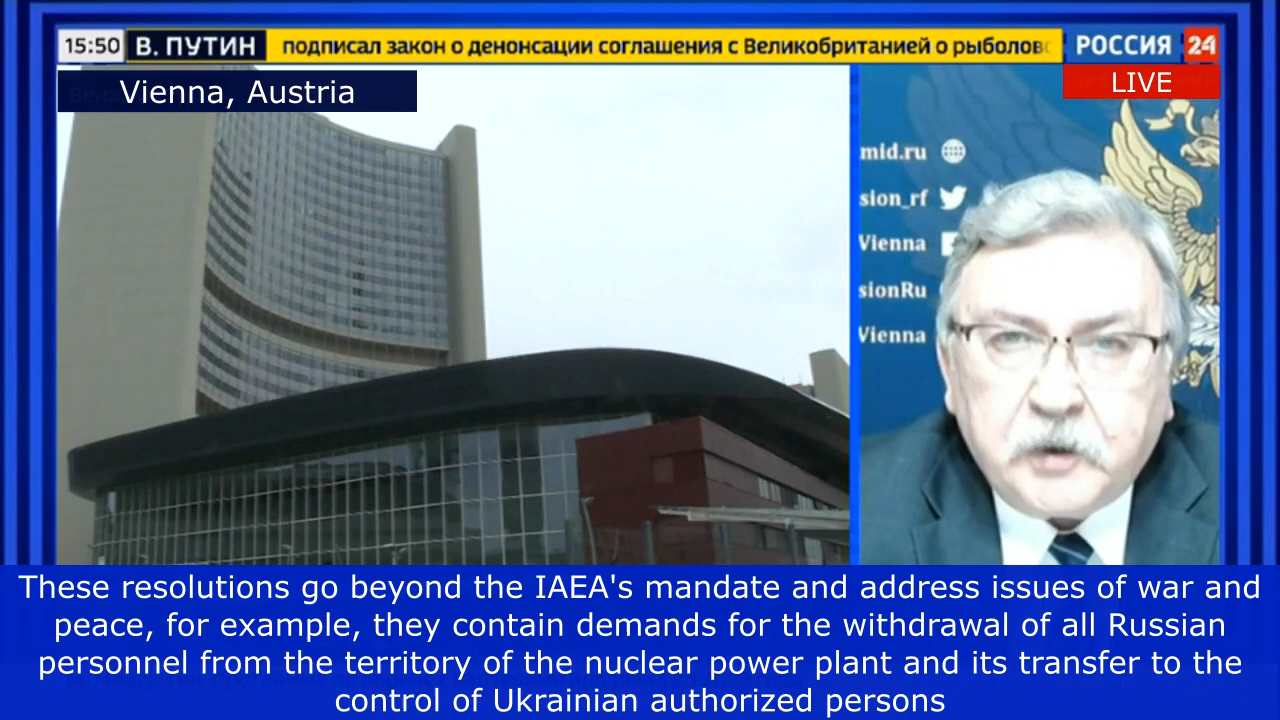 15:50 В. ПУТИН подписал закон о денонсации соглашения с Великобританией о рыболов РОССИЯ 24
Vienna, Austria
LIVE
mid.ru
sion_rf
Vienna
sionRu
Vienna
These resolutions go beyond the IAEA's mandate and address issues of war and
peace, for example, they contain demands for the withdrawal of all Russian
personnel from the territory of the nuclear power plant and its transfer to the
control of Ukrainian authorized persons